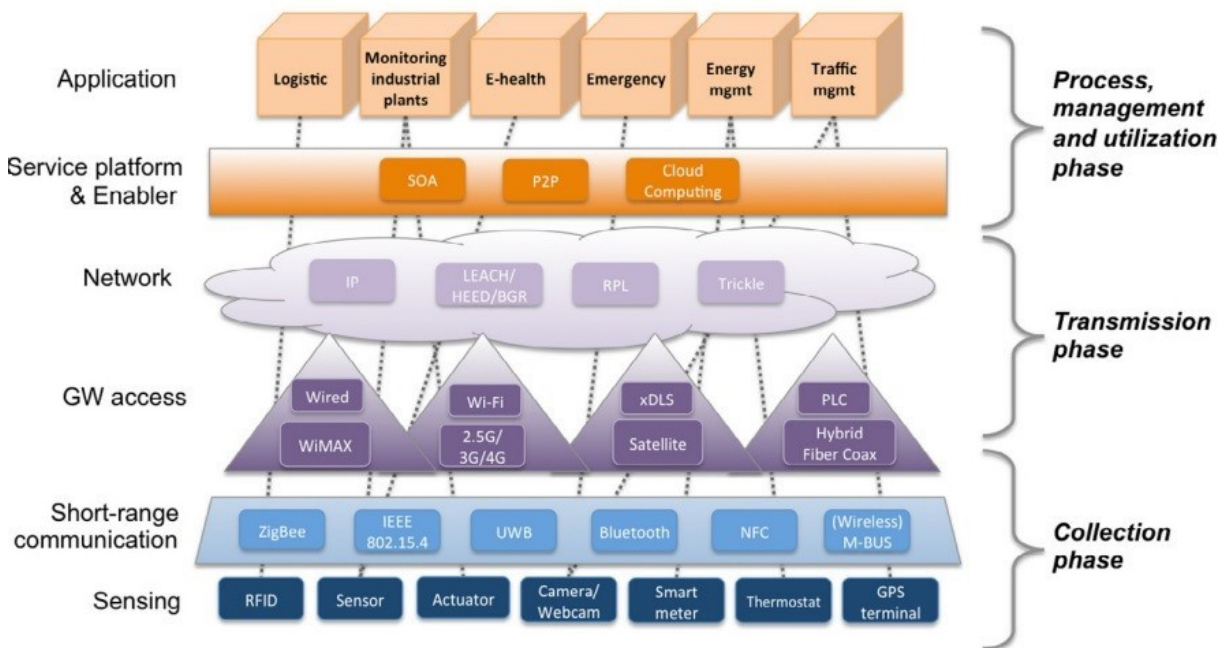 Application
Logistic
Monitoring
industrial
plants
E-health
Emergency
Energy
mgmt
Traffic
mgmt
Process,
management
and utilization
phase
Service platform
& Enabler
SOA
P2P
Cloud
Computing
Network
IP
LEACH/
HEED/BGR
RPL
Trickle
Transmission
phase
GW access
Wired
WiMAX
Wi-Fi
2.5G/
3G/4G
xDLS
Satellite
PLC
Hybrid
Fiber Coax
Short-range
communication
ZigBee
IEEE
802.15.4
UWB
Bluetooth
NFC
(Wireless)
M-BUS
Collection
phase
Sensing
RFID
Sensor
Actuator
Camera/
Webcam
Smart
meter
Thermostat
GPS
terminal